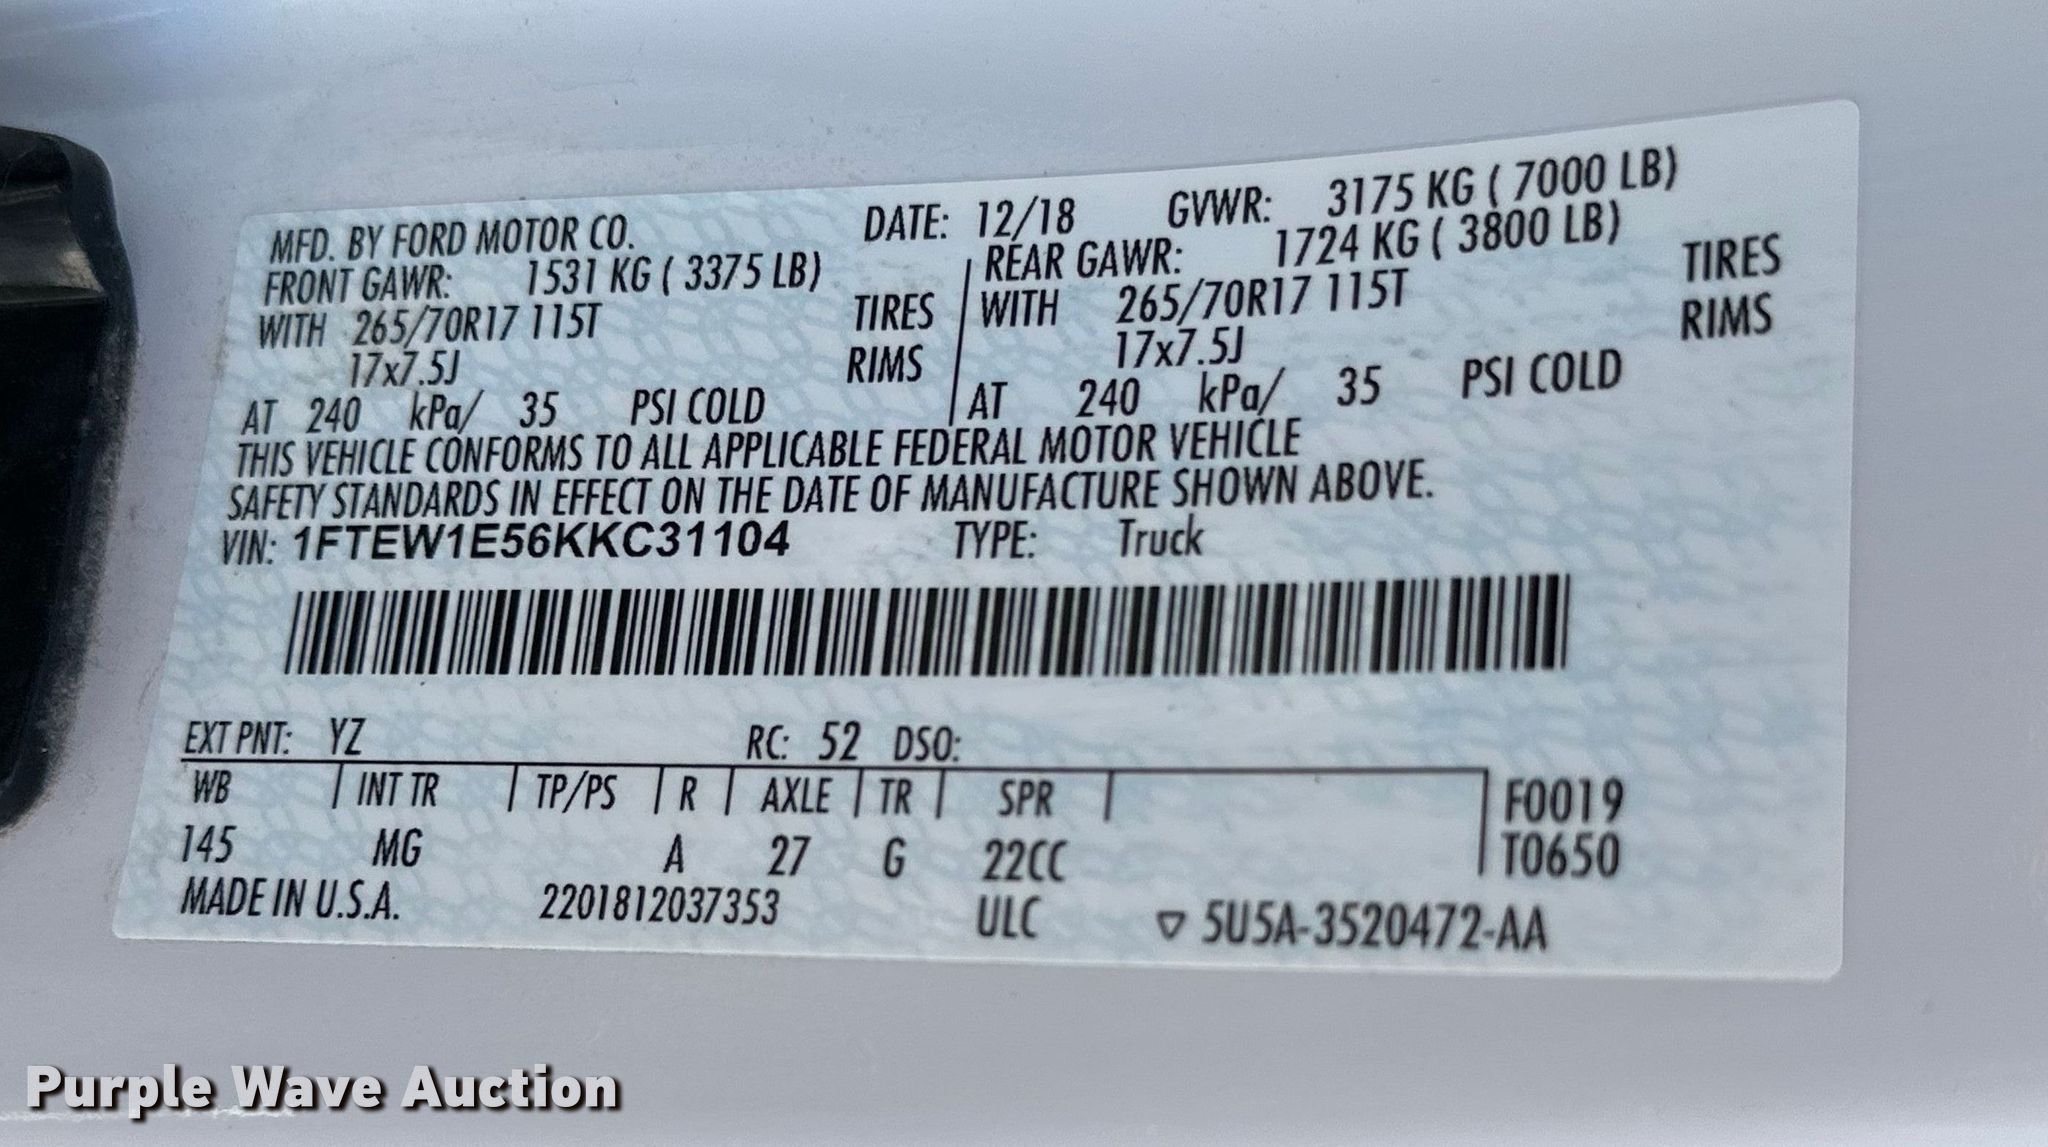 MFD. BY FORD MOTOR CO. DATE: 12/18 GVWR: 3175 KG ( 7000 LB)
FRONT GAWR: 1531 KG ( 3375 LB) REAR GAWR: 1724 KG ( 3800 LB)
WITH 265/70R17 115T TIRES WITH 265/70R17 115T TIRES
17x7.5J RIMS 17x7.5J RIMS
AT 240 kPa/ 35 PSI COLD AT 240 kPa/ 35 PSI COLD
THIS VEHICLE CONFORMS TO ALL APPLICABLE FEDERAL MOTOR VEHICLE
SAFETY STANDARDS IN EFFECT ON THE DATE OF MANUFACTURE SHOWN ABOVE.
VIN: 1FTEW1E56KKC31104 TYPE: Truck
EXT PNT: YZ RC: 52 DSO:
WB INT TR TP/PS R AXLE TR SPR F0019
145 MG A 27 G 22CC T0650
MADE IN U.S.A. 2201812037353 ULC ▽ 5U5A-3520472-AA
Purple Wave Auction